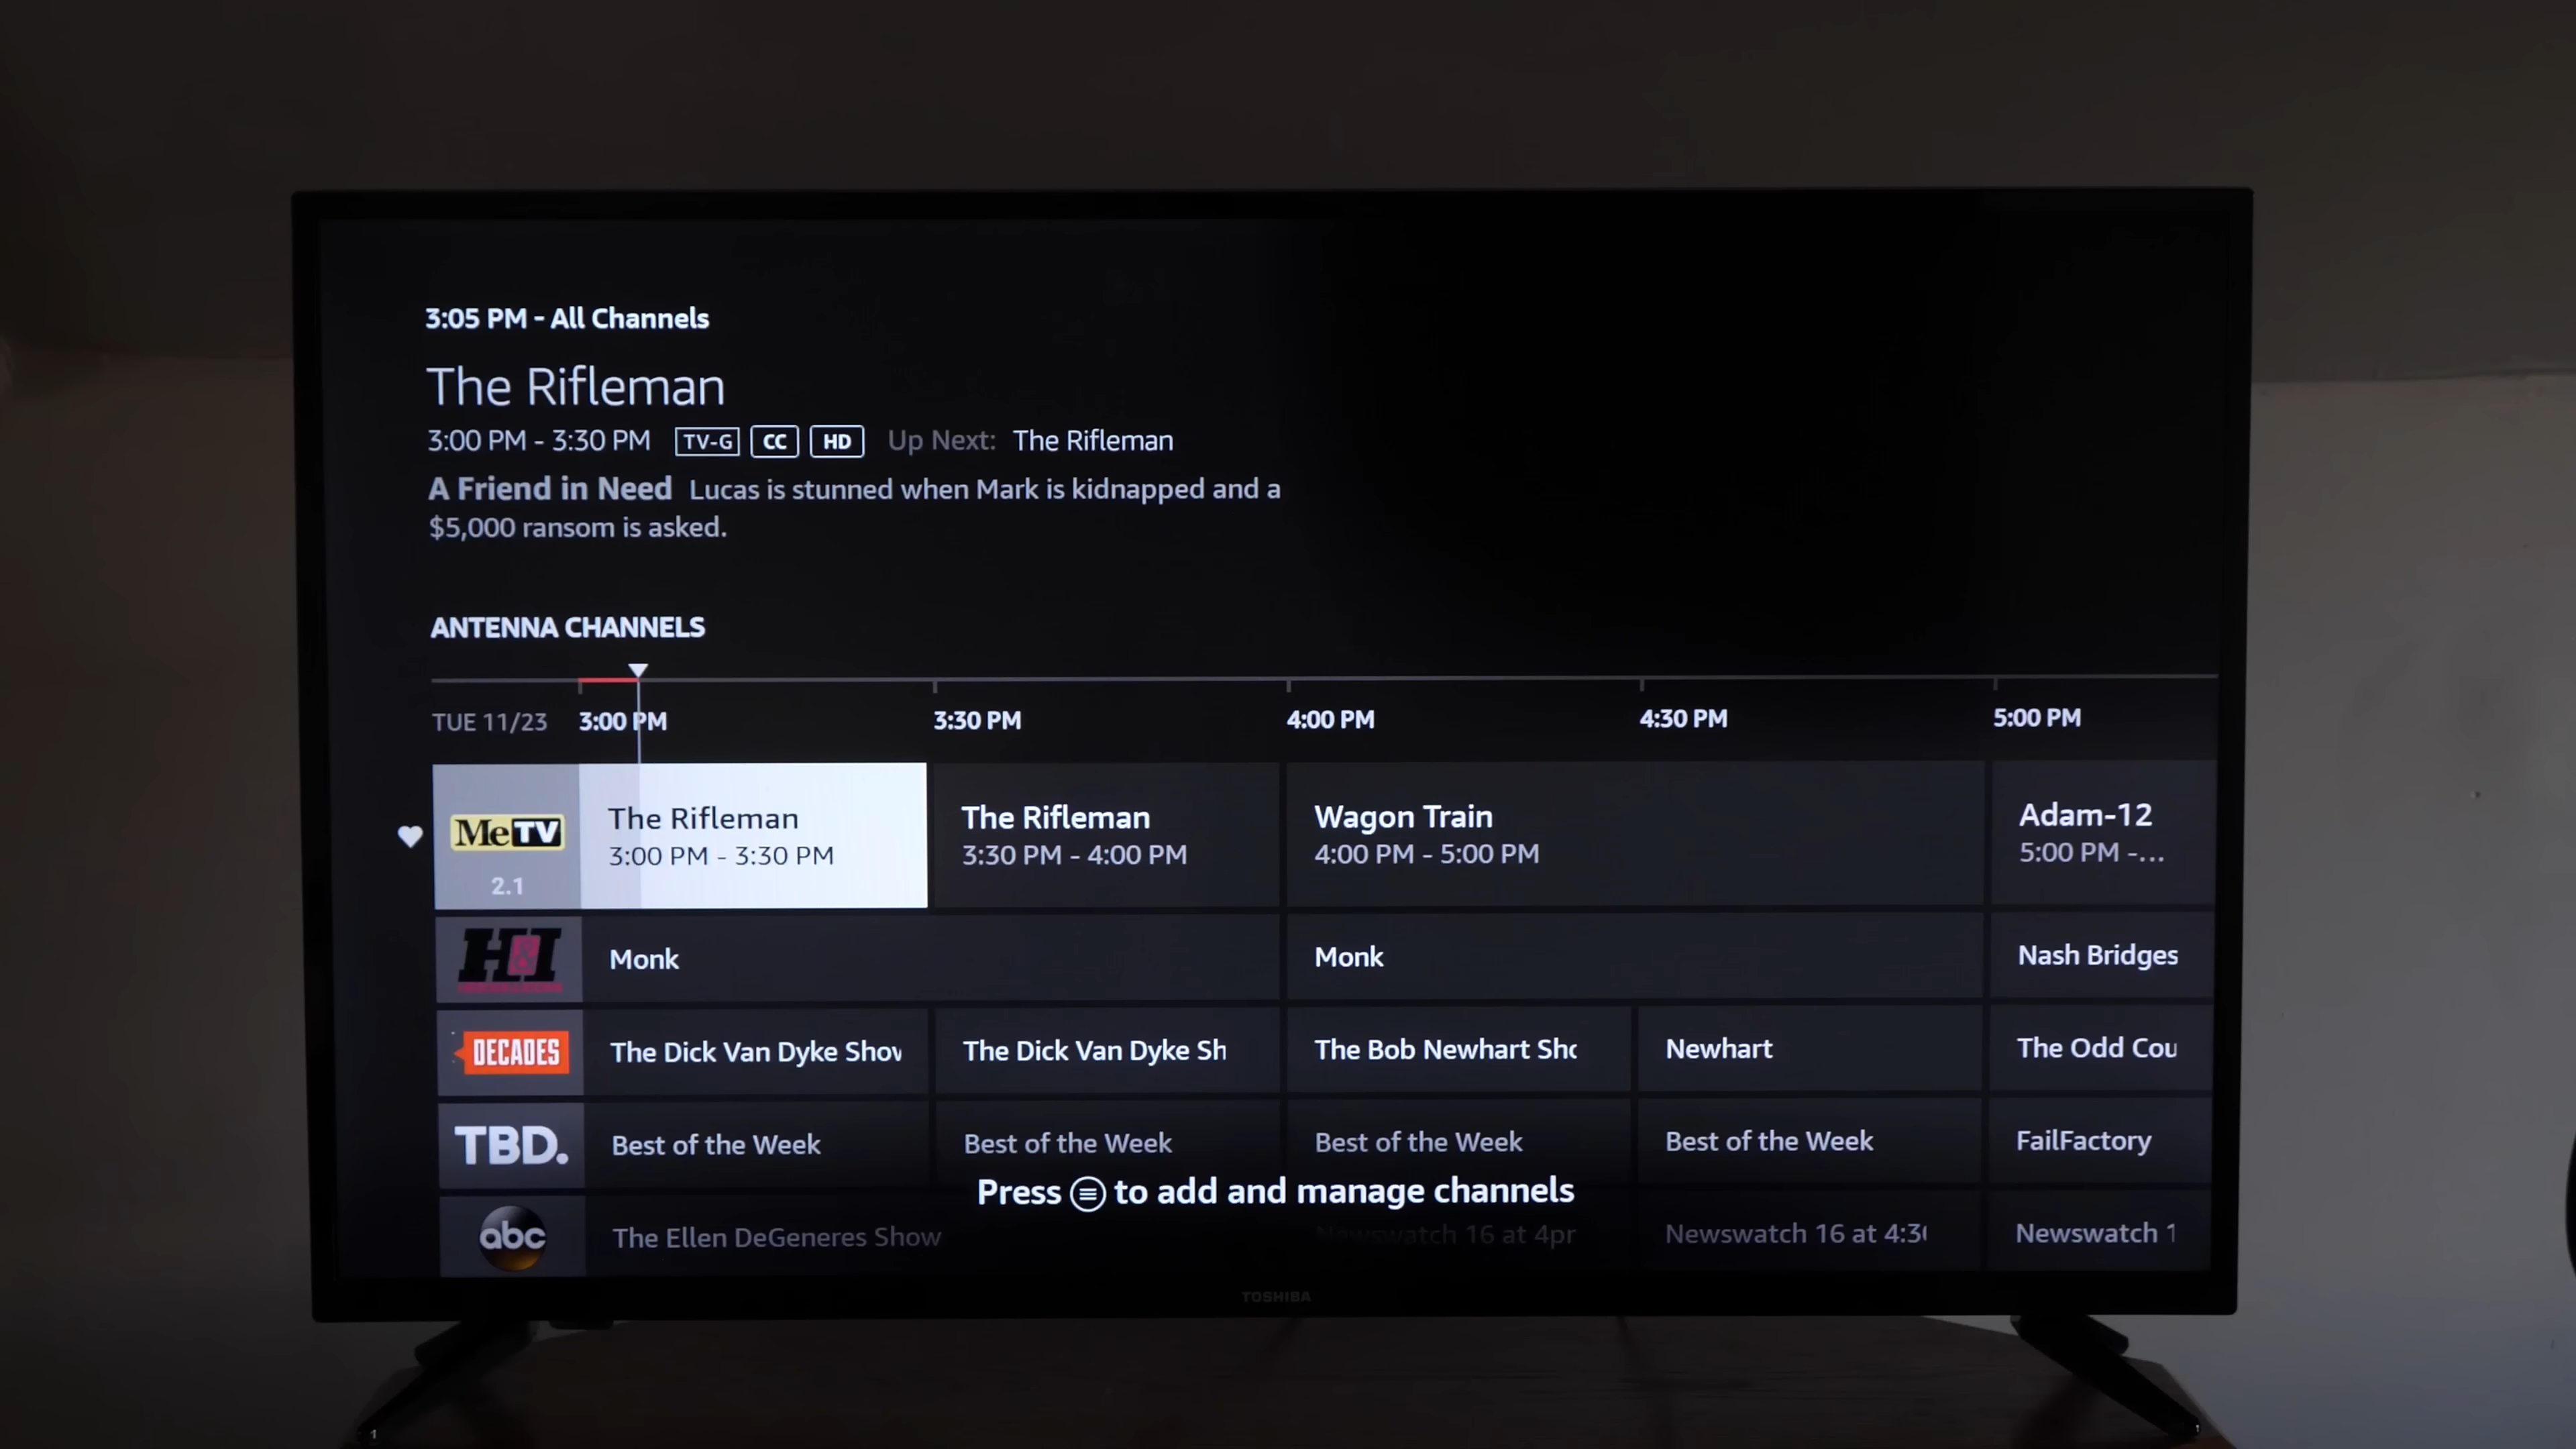 3:05 PM - All Channels
The Rifleman
3:00 PM - 3:30 PM TV-G CC HD Up Next: The Rifleman
A Friend in Need Lucas is stunned when Mark is kidnapped and a
$5,000 ransom is asked.
ANTENNA CHANNELS
TUE 11/23 3:00 PM 3:30 PM 4:00 PM 4:30 PM 5:00 PM
MeTV 2.1
The Rifleman
3:00 PM - 3:30 PM
The Rifleman
3:30 PM - 4:00 PM
Wagon Train
4:00 PM - 5:00 PM
Adam-12
5:00 PM -...
H&I Monk Monk Nash Bridges
DECADES The Dick Van Dyke Show The Dick Van Dyke Sh The Bob Newhart Sho Newhart The Odd Cou
TBD. Best of the Week Best of the Week Best of the Week Best of the Week FailFactory
Press to add and manage channels
abc The Ellen DeGeneres Show Newswatch 16 at 4pr Newswatch 16 at 4:30 Newswatch 1
TOSHIBA